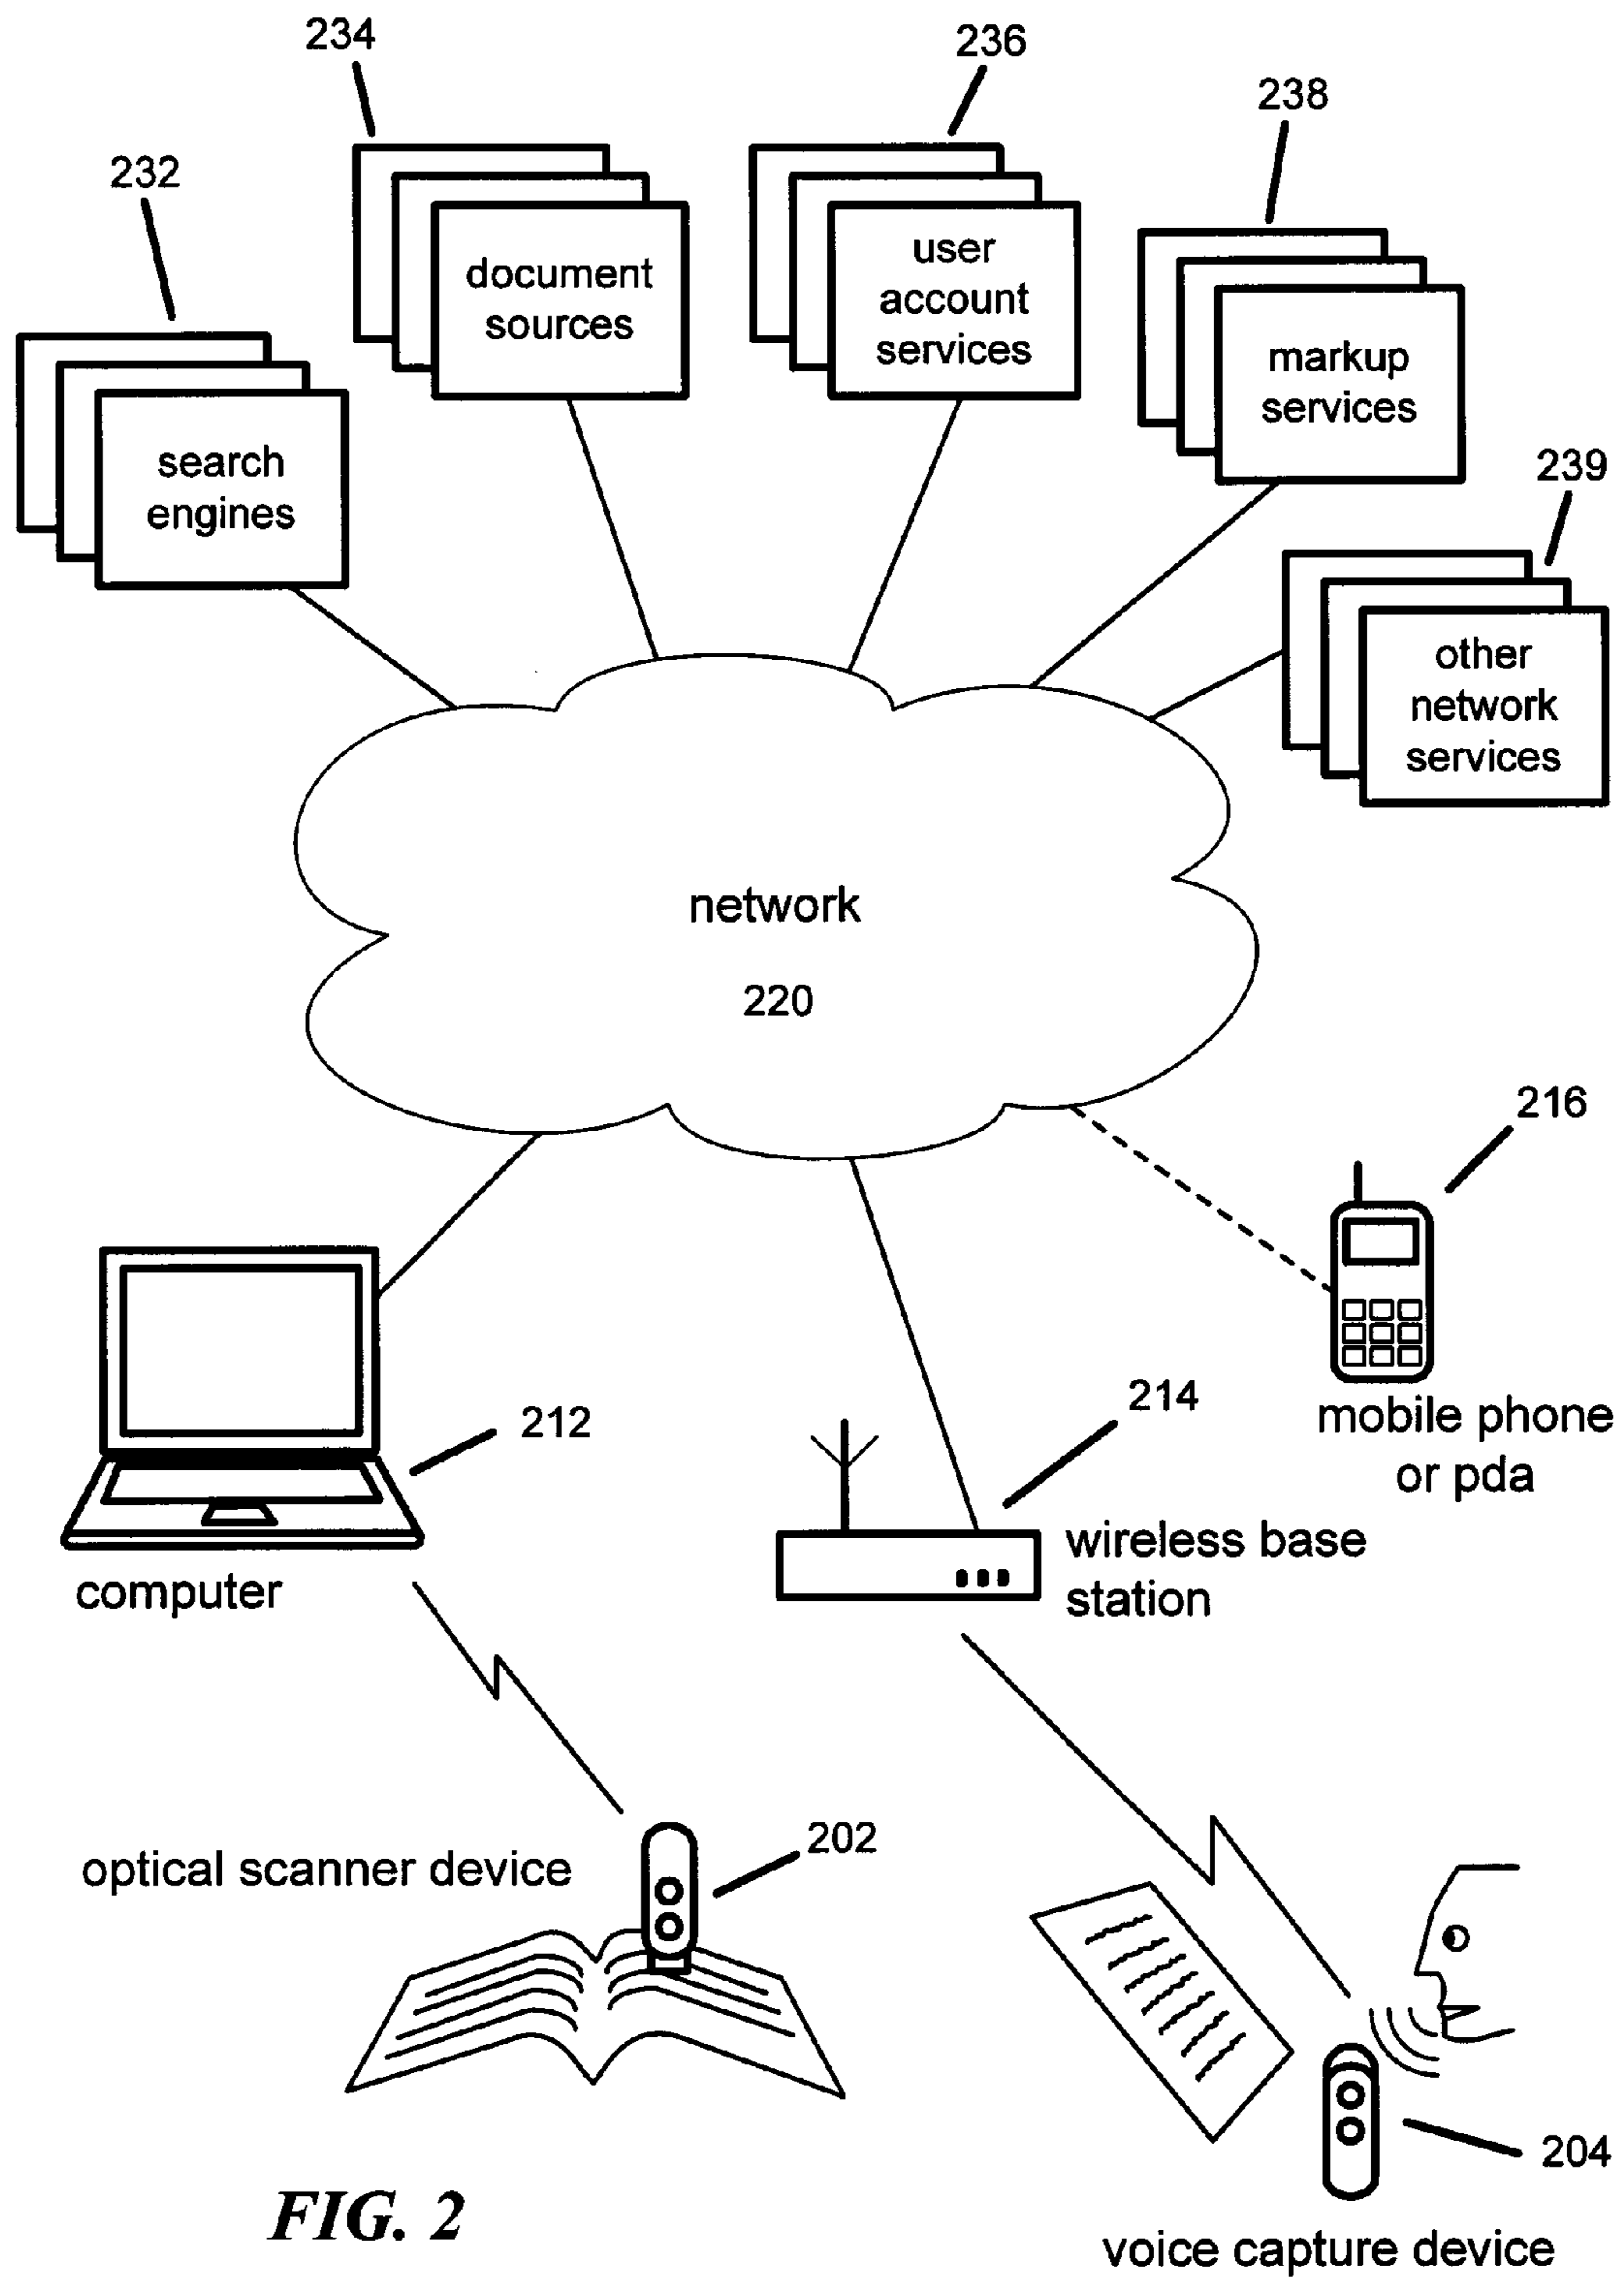 234
236
238
232
document
sources
user
account
services
markup
services
239
search
engines
other
network
services
network
220
216
mobile phone
or pda
214
212
wireless base
station
computer
202
optical scanner device
204
FIG. 2
voice capture device